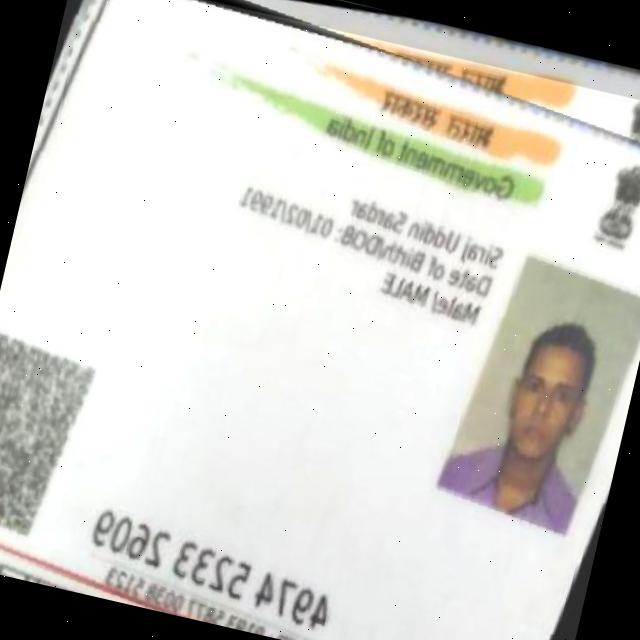 भारत सरकार
भारत सरकार
Government of India
Siraj Uddin Sardar
Date of Birth/DOB: 01/02/1991
Male/ MALE
4974 5233 2609